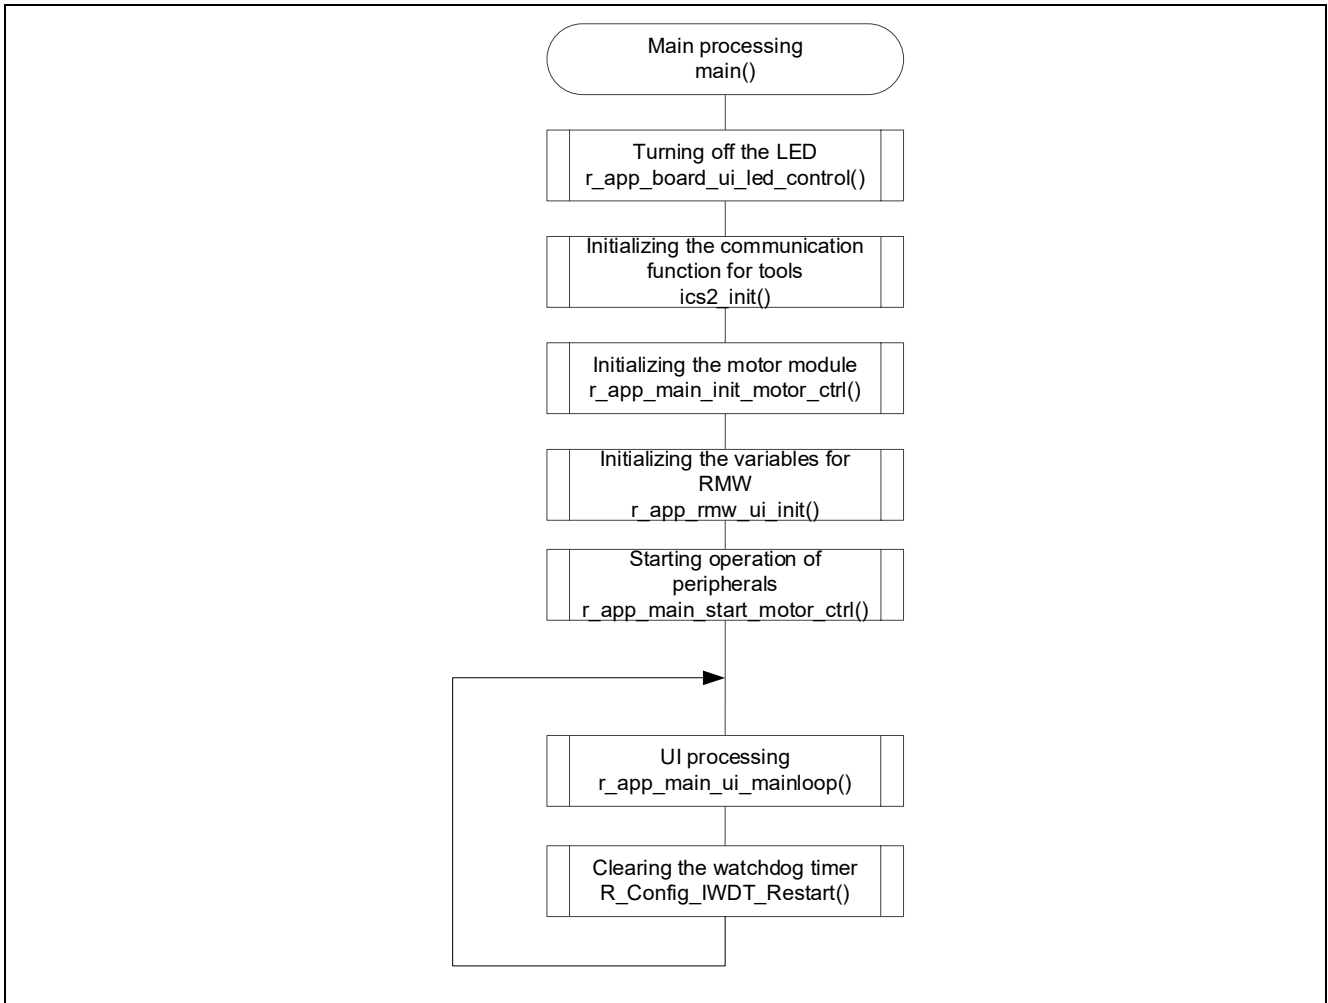 Main processing
main()
Turning off the LED
r_app_board_ui_led_control()
Initializing the communication
function for tools
ics2_init()
Initializing the motor module
r_app_main_init_motor_ctrl()
Initializing the variables for
RMW
r_app_rmw_ui_init()
Starting operation of
peripherals
r_app_main_start_motor_ctrl()
UI processing
r_app_main_ui_mainloop()
Clearing the watchdog timer
R_Config_IWDT_Restart()